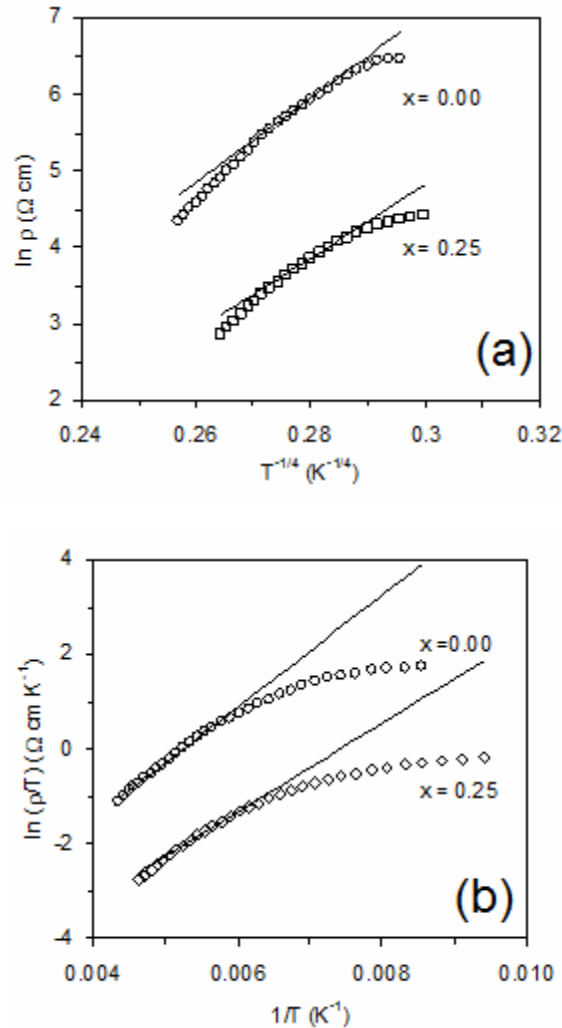 7
6
5
4
3
2
ln ρ (Ω cm)
x= 0.00
x= 0.25
(a)
0.24 0.26 0.28 0.3 0.32
T-1/4 (K-1/4)
4
2
0
-2
-4
ln (ρ/T) (Ω cm K-1)
x=0.00
x = 0.25
(b)
0.004 0.006 0.008 0.010
1/T (K-1)